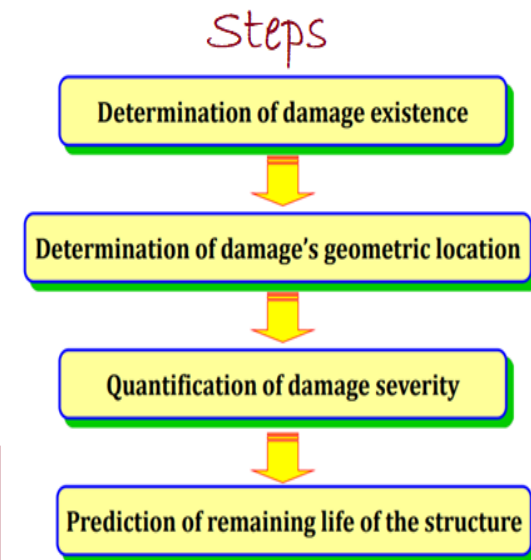 Steps
Determination of damage existence
Determination of damage's geometric location
Quantification of damage severity
Prediction of remaining life of the structure